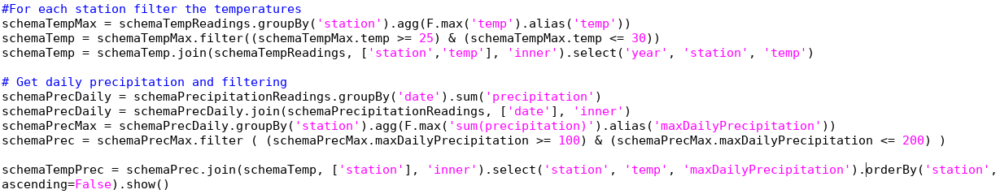 #For each station filter the temperatures
schemaTempMax = schemaTempReadings.groupBy('station').agg(F.max('temp').alias('temp'))
schemaTemp = schemaTempMax.filter((schemaTempMax.temp >= 25) & (schemaTempMax.temp <= 30))
schemaTemp = schemaTemp.join(schemaTempReadings, ['station','temp'], 'inner').select('year', 'station', 'temp')

# Get daily precipitation and filtering
schemaPrecDaily = schemaPrecipitationReadings.groupBy('date').sum('precipitation')
schemaPrecDaily = schemaPrecDaily.join(schemaPrecipitationReadings, ['date'], 'inner')
schemaPrecMax = schemaPrecDaily.groupBy('station').agg(F.max('sum(precipitation)').alias('maxDailyPrecipitation'))
schemaPrec = schemaPrecMax.filter ( (schemaPrecMax.maxDailyPrecipitation >= 100) & (schemaPrecMax.maxDailyPrecipitation <= 200) )

schemaTempPrec = schemaPrec.join(schemaTemp, ['station'], 'inner').select('station', 'temp', 'maxDailyPrecipitation').orderBy('station',
ascending=False).show()